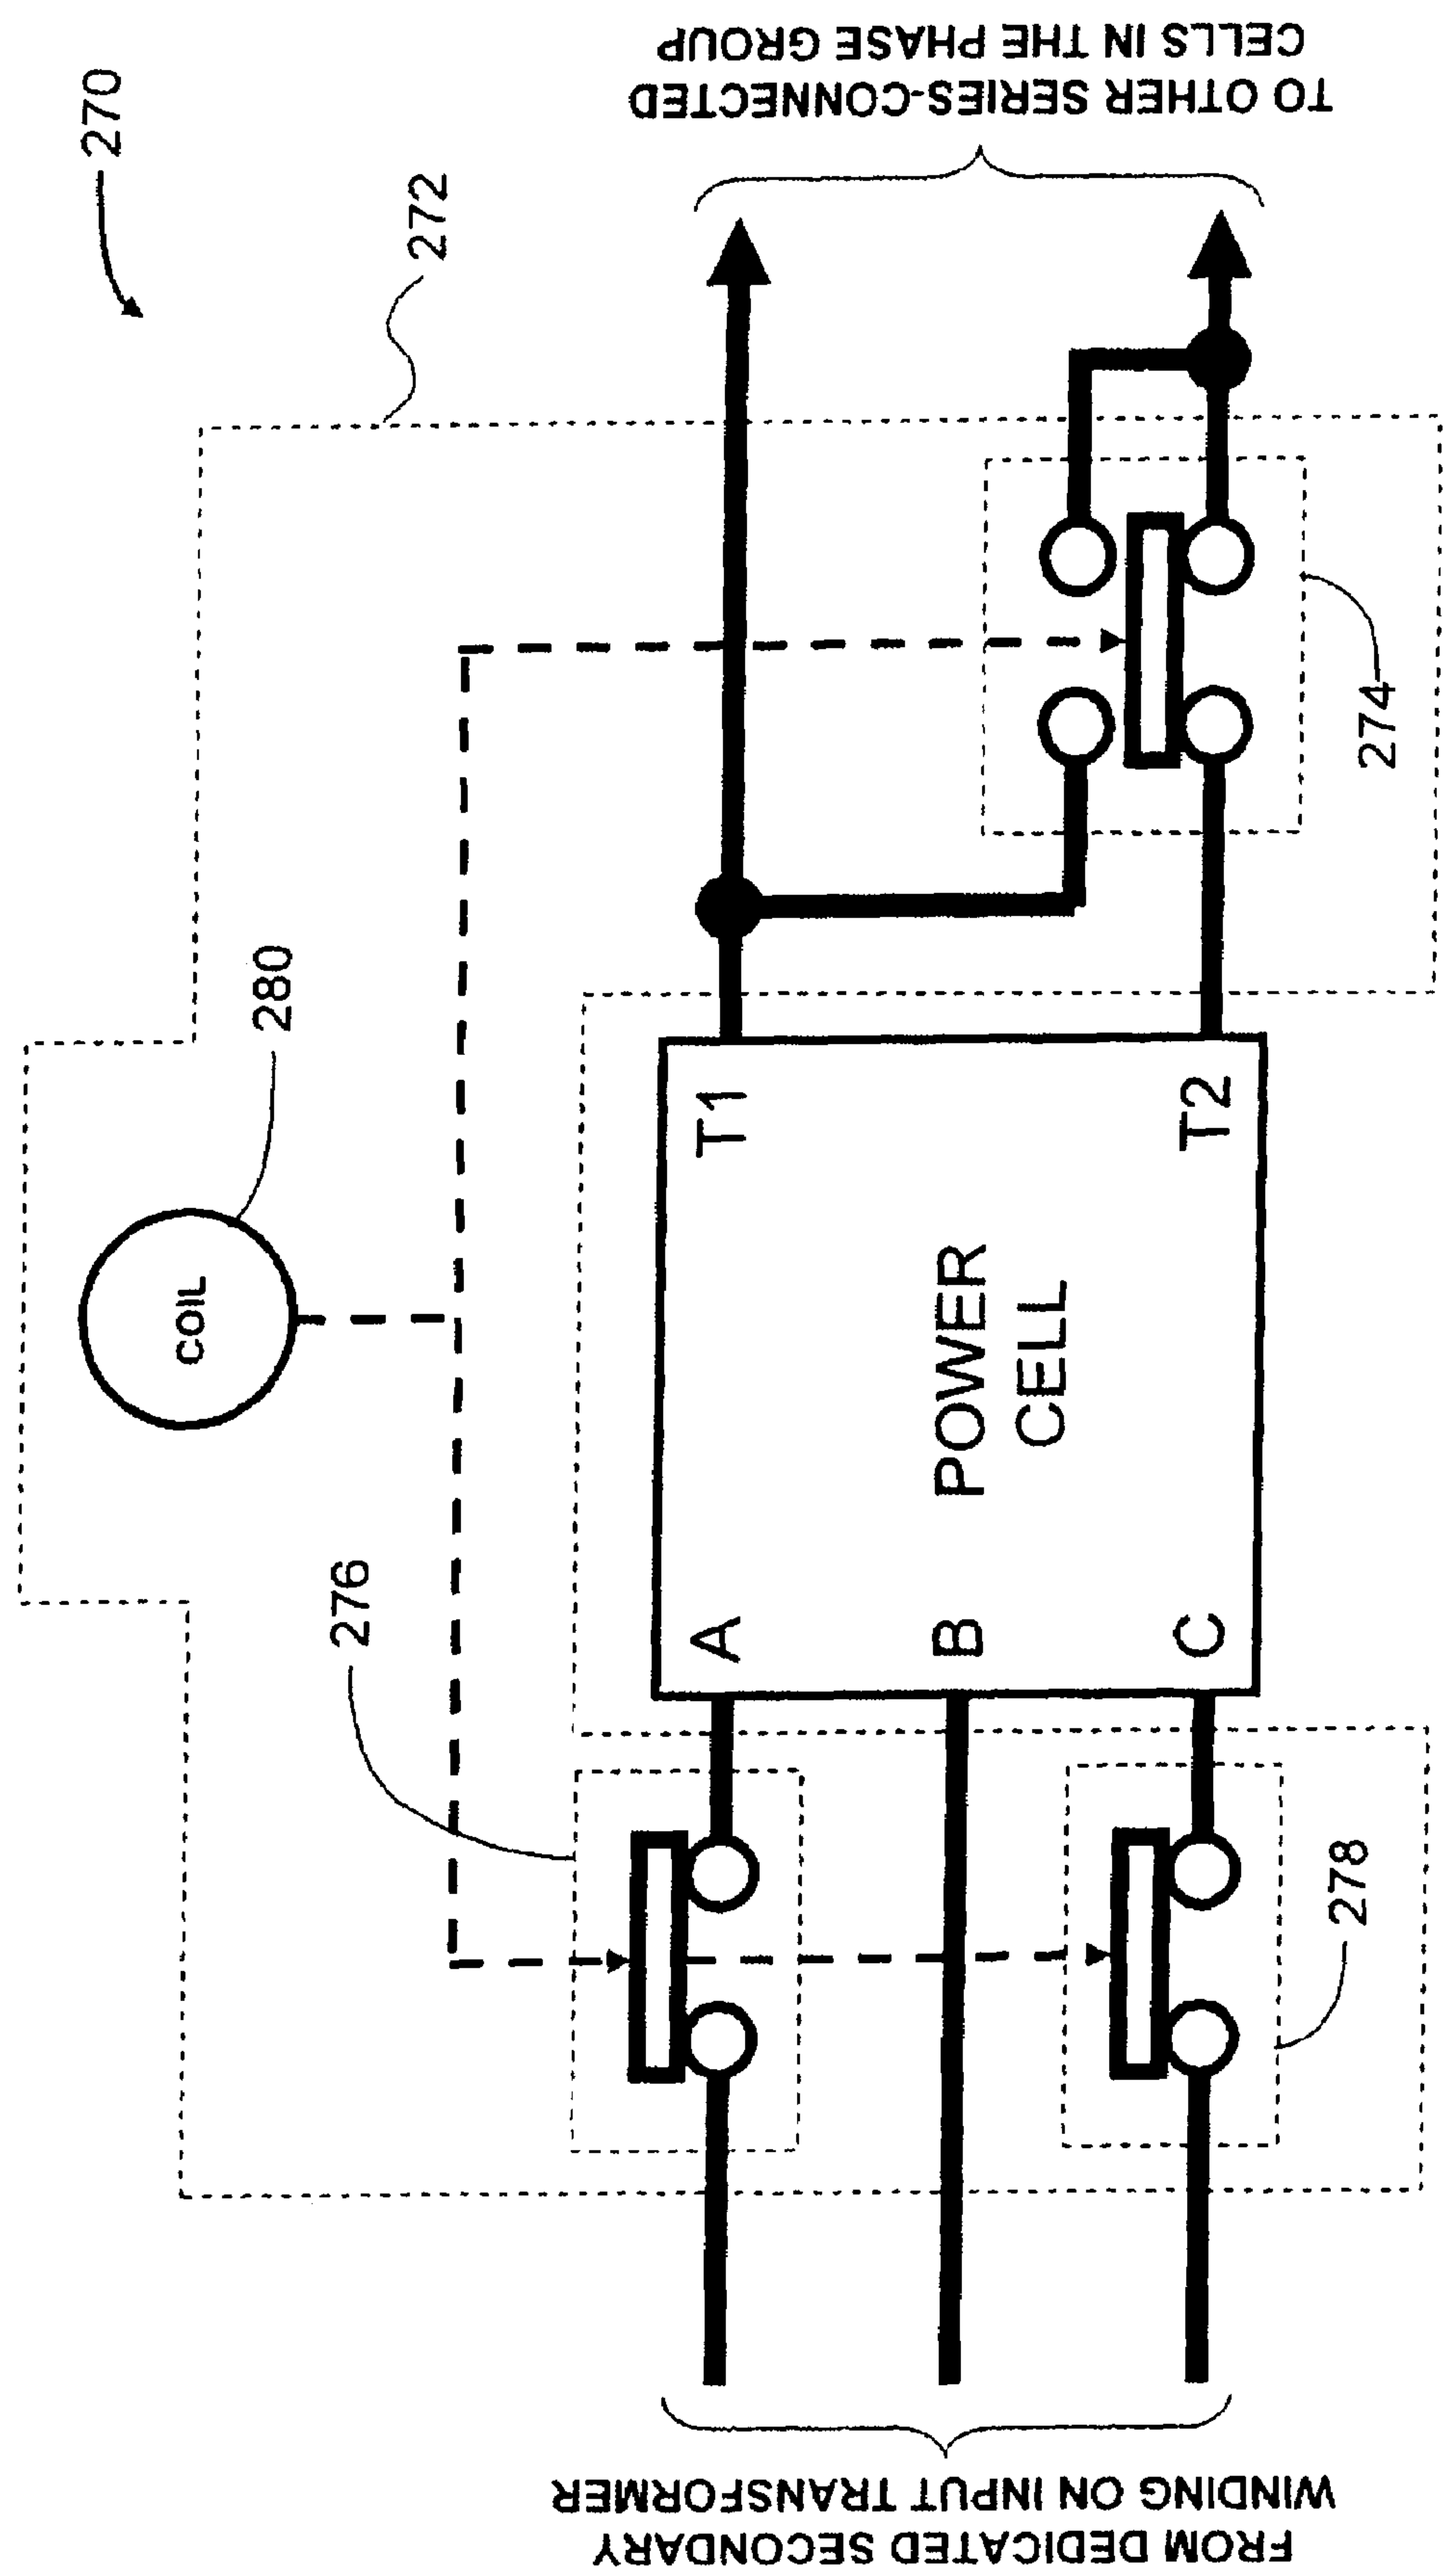 270
272
COIL
280
276
FROM DEDICATED SECONDARY
WINDING ON INPUT TRANSFORMER
A
B
C
POWER
CELL
T1
T2
TO OTHER SERIES-CONNECTED
CELLS IN THE PHASE GROUP
278
274